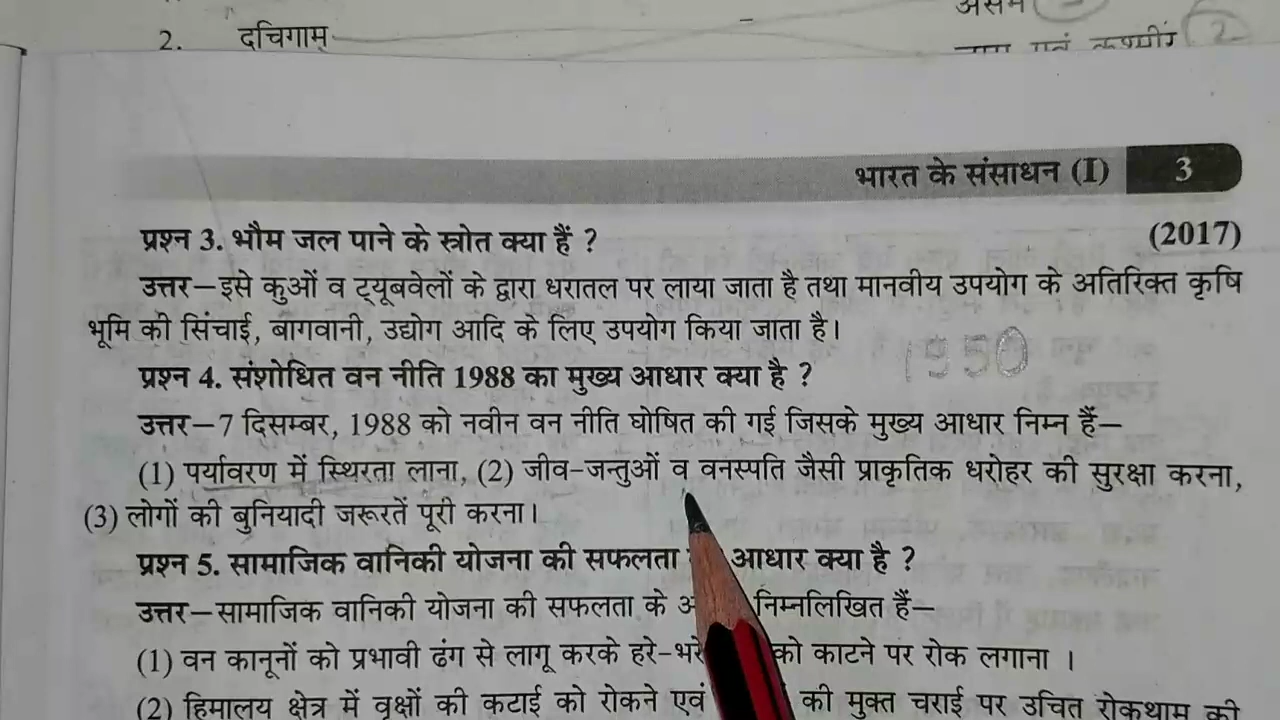 असम
2. दचिगाम्
भारत के संसाधन (I) 3
प्रश्न 3. भौम जल पाने के स्त्रोत क्या हैं ? (2017)
उत्तर–इसे कुओं व ट्यूबवेलों के द्वारा धरातल पर लाया जाता है तथा मानवीय उपयोग के अतिरिक्त कृषि
भूमि की सिंचाई, बागवानी, उद्योग आदि के लिए उपयोग किया जाता है।
1950
प्रश्न 4. संशोधित वन नीति 1988 का मुख्य आधार क्या है ?
उत्तर–7 दिसम्बर, 1988 को नवीन वन नीति घोषित की गई जिसके मुख्य आधार निम्न हैं–
(1) पर्यावरण में स्थिरता लाना, (2) जीव-जन्तुओं व वनस्पति जैसी प्राकृतिक धरोहर की सुरक्षा करना,
(3) लोगों की बुनियादी जरूरतें पूरी करना।
प्रश्न 5. सामाजिक वानिकी योजना की सफलता आधार क्या है ?
उत्तर–सामाजिक वानिकी योजना की सफलता के निम्नलिखित हैं–
(1) वन कानूनों को प्रभावी ढंग से लागू करके हरे-भरे को काटने पर रोक लगाना ।
(2) हिमालय क्षेत्र में वृक्षों की कटाई को रोकने एवं की मुक्त चराई पर उचित रोकथाम की